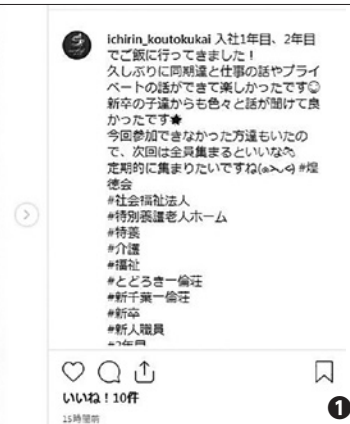 ichirin_koutokukai 入社1年目、2年目
でご飯に行ってきました！
久しぶりに同期達と仕事の話やプライ
ベートの話ができて楽しかったです☺
新卒の子達からも色々と話が聞けて良
かったです★
今回参加できなかった方達もいたの
で、次回は全員集まるといいな
定期的に集まりたいですね #煌
徳会
#社会福祉法人
#特別養護老人ホーム
#特養
#介護
#福祉
#とどろき一倫荘
#新千葉一倫荘
#新卒
#新人職員
#2年目
いいね！10件
15時間前
❶